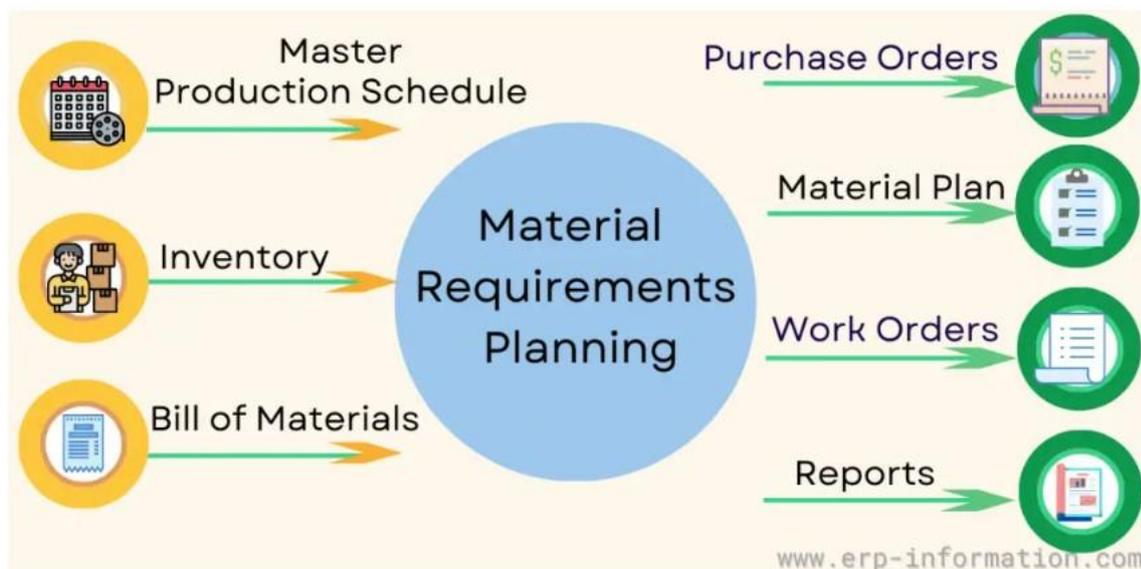 Master
Production Schedule
Inventory
Bill of Materials
Material
Requirements
Planning
Purchase Orders
Material Plan
Work Orders
Reports
www.erp-information.com